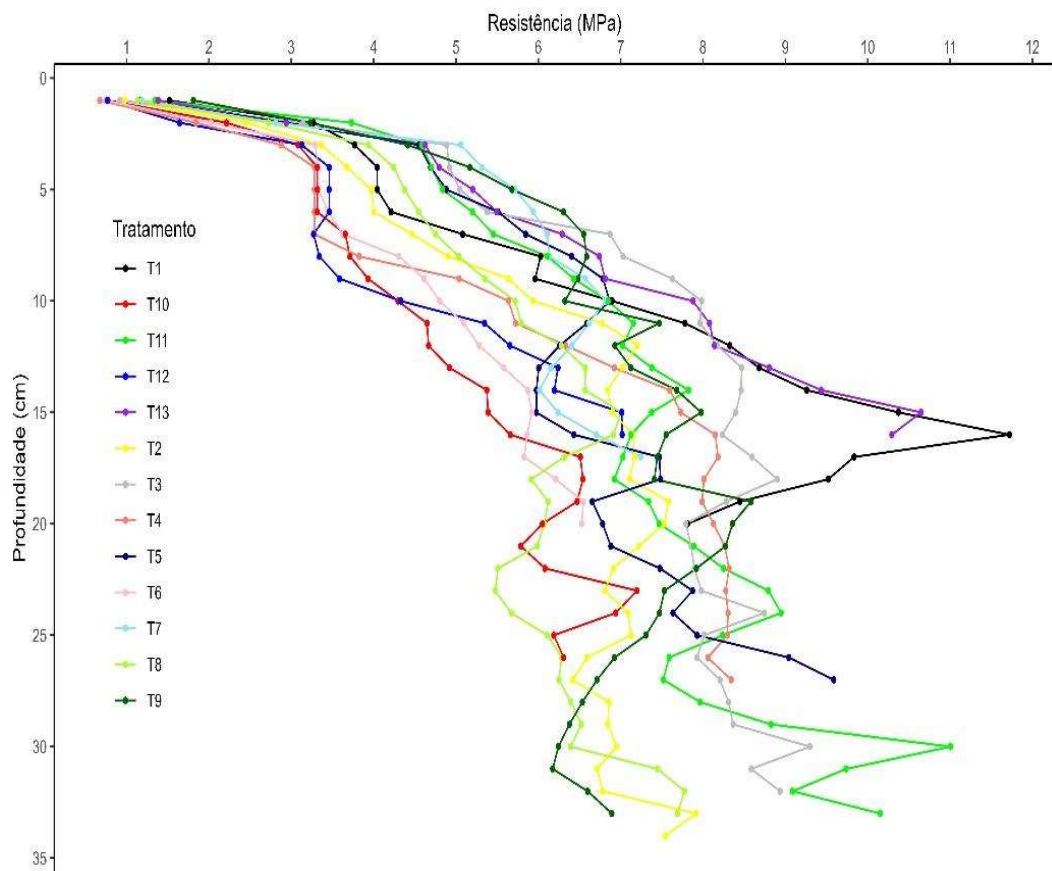 Resistência (MPa)
1 2 3 4 5 6 7 8 9 10 11 12
0
5
10
15
20
25
30
35
Profundidade (cm)
Tratamento
T1
T10
T11
T12
T13
T2
T3
T4
T5
T6
T7
T8
T9